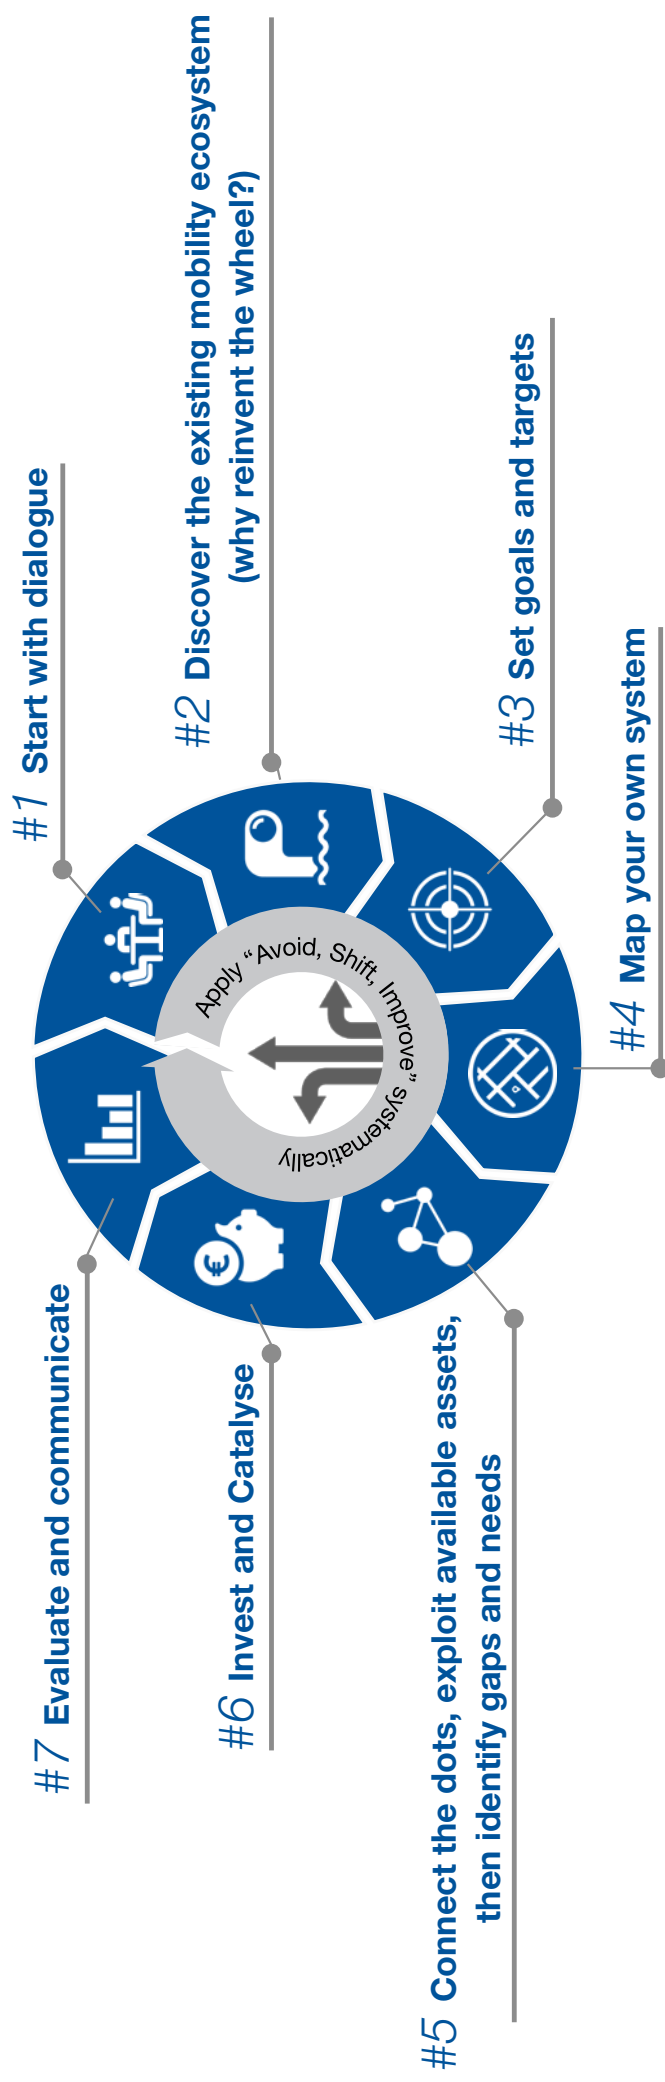 #1 Start with dialogue
#2 Discover the existing mobility ecosystem
(why reinvent the wheel?)
#3 Set goals and targets
#4 Map your own system
#5 Connect the dots, exploit available assets,
then identify gaps and needs
#6 Invest and Catalyse
#7 Evaluate and communicate
Apply “Avoid, Shift, Improve” systematically
€